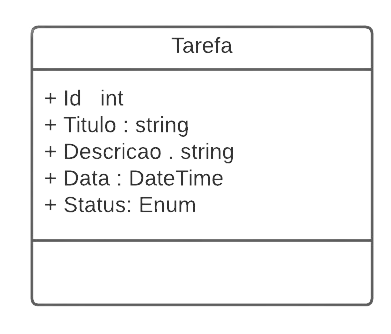 Tarefa
+ Id   int
+ Titulo : string
+ Descricao . string
+ Data : DateTime
+ Status: Enum